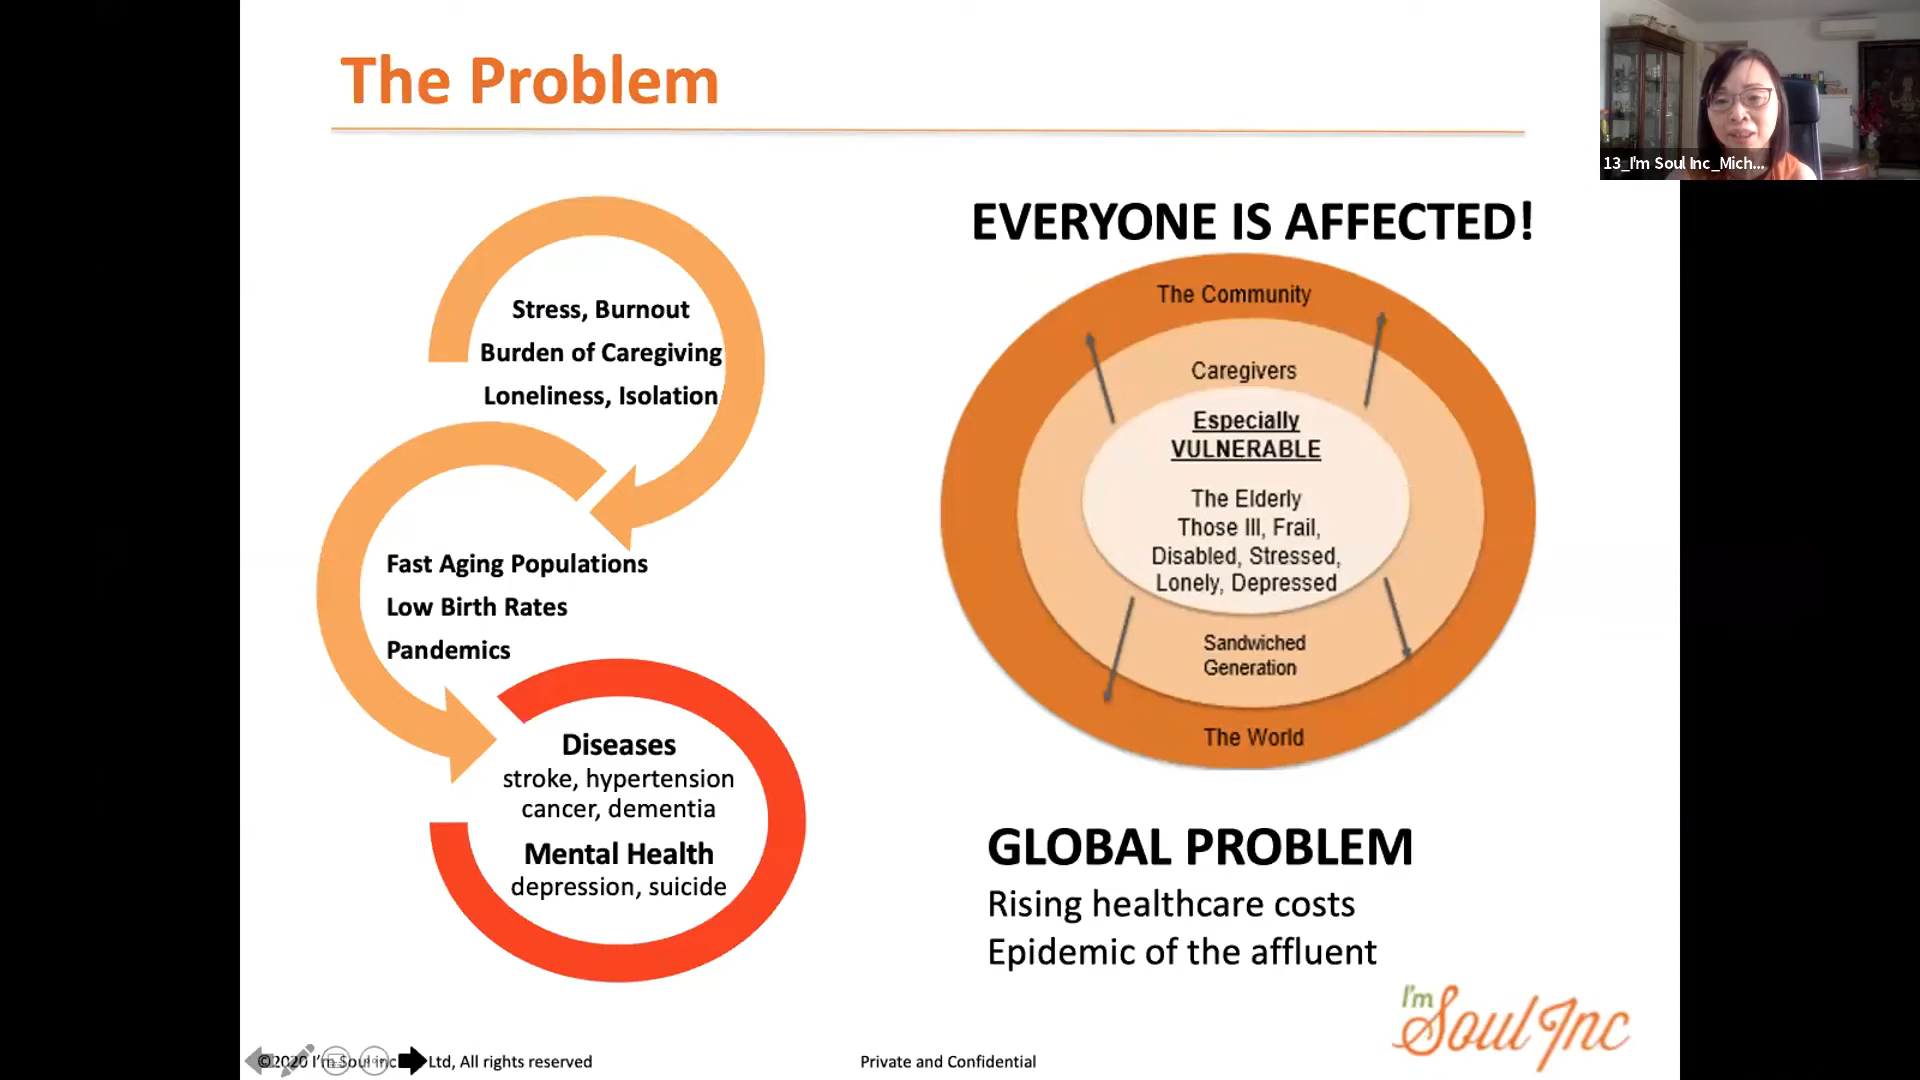 The Problem
13_I'm Soul Inc_Mich...
Stress, Burnout
Burden of Caregiving
Loneliness, Isolation
Fast Aging Populations
Low Birth Rates
Pandemics
Diseases
stroke, hypertension
cancer, dementia
Mental Health
depression, suicide
EVERYONE IS AFFECTED!
The Community
Caregivers
Especially
VULNERABLE
The Elderly
Those Ill, Frail,
Disabled, Stressed,
Lonely, Depressed
Sandwiched
Generation
The World
GLOBAL PROBLEM
Rising healthcare costs
Epidemic of the affluent
I'm
Soul Inc
©2020 I'm Soul Inc Ltd, All rights reserved
Private and Confidential